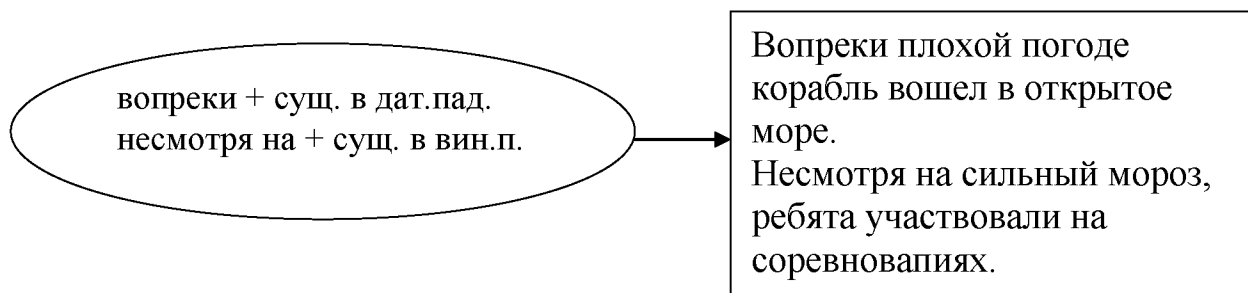 вопреки + сущ. в дат.пад.
несмотря на + сущ. в вин.п.
Вопреки плохой погоде
корабль вошел в открытое
море.
Несмотря на сильный мороз,
ребята участвовали на
соревновапиях.